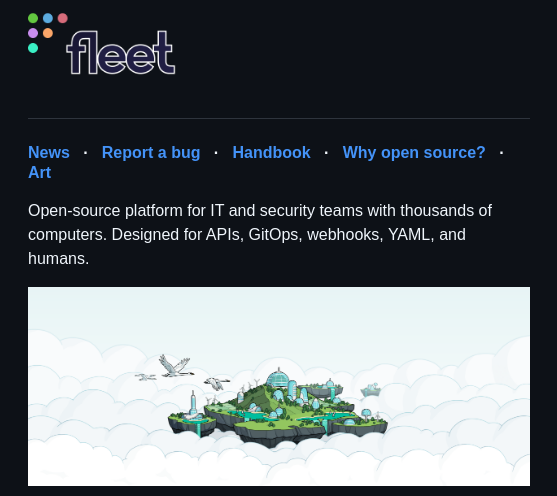 fleet
News · Report a bug · Handbook · Why open source? ·
Art
Open-source platform for IT and security teams with thousands of
computers. Designed for APIs, GitOps, webhooks, YAML, and
humans.